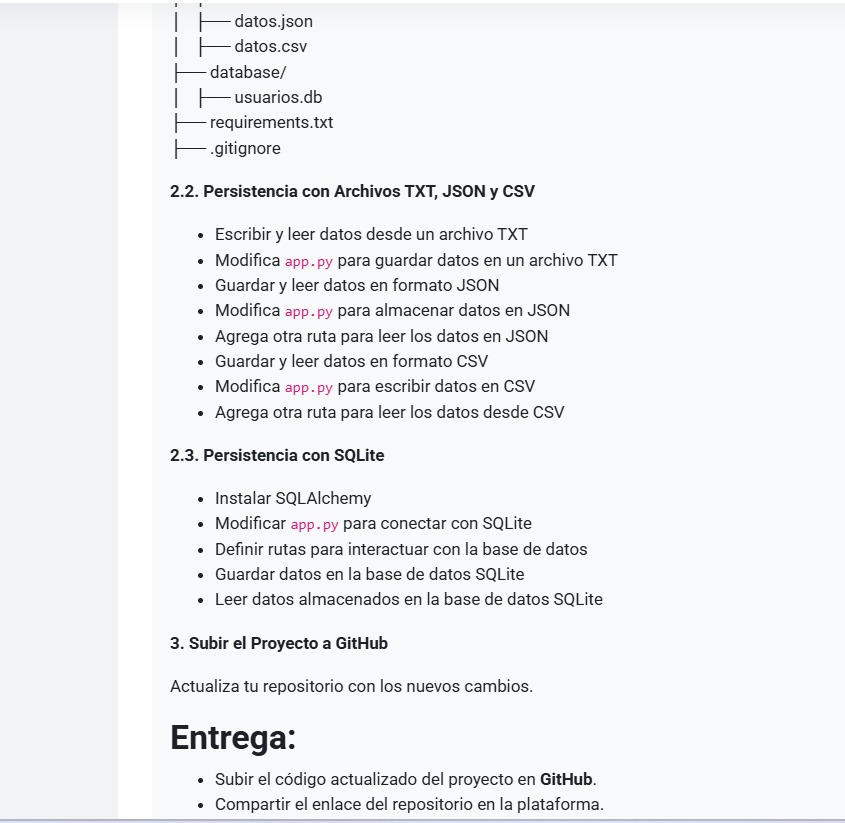 │ ├── datos.json
│ ├── datos.csv
├── database/
│ ├── usuarios.db
├── requirements.txt
├── .gitignore
2.2. Persistencia con Archivos TXT, JSON y CSV
• Escribir y leer datos desde un archivo TXT
• Modifica app.py para guardar datos en un archivo TXT
• Guardar y leer datos en formato JSON
• Modifica app.py para almacenar datos en JSON
• Agrega otra ruta para leer los datos en JSON
• Guardar y leer datos en formato CSV
• Modifica app.py para escribir datos en CSV
• Agrega otra ruta para leer los datos desde CSV
2.3. Persistencia con SQLite
• Instalar SQLAlchemy
• Modificar app.py para conectar con SQLite
• Definir rutas para interactuar con la base de datos
• Guardar datos en la base de datos SQLite
• Leer datos almacenados en la base de datos SQLite
3. Subir el Proyecto a GitHub
Actualiza tu repositorio con los nuevos cambios.
Entrega:
• Subir el código actualizado del proyecto en GitHub.
• Compartir el enlace del repositorio en la plataforma.